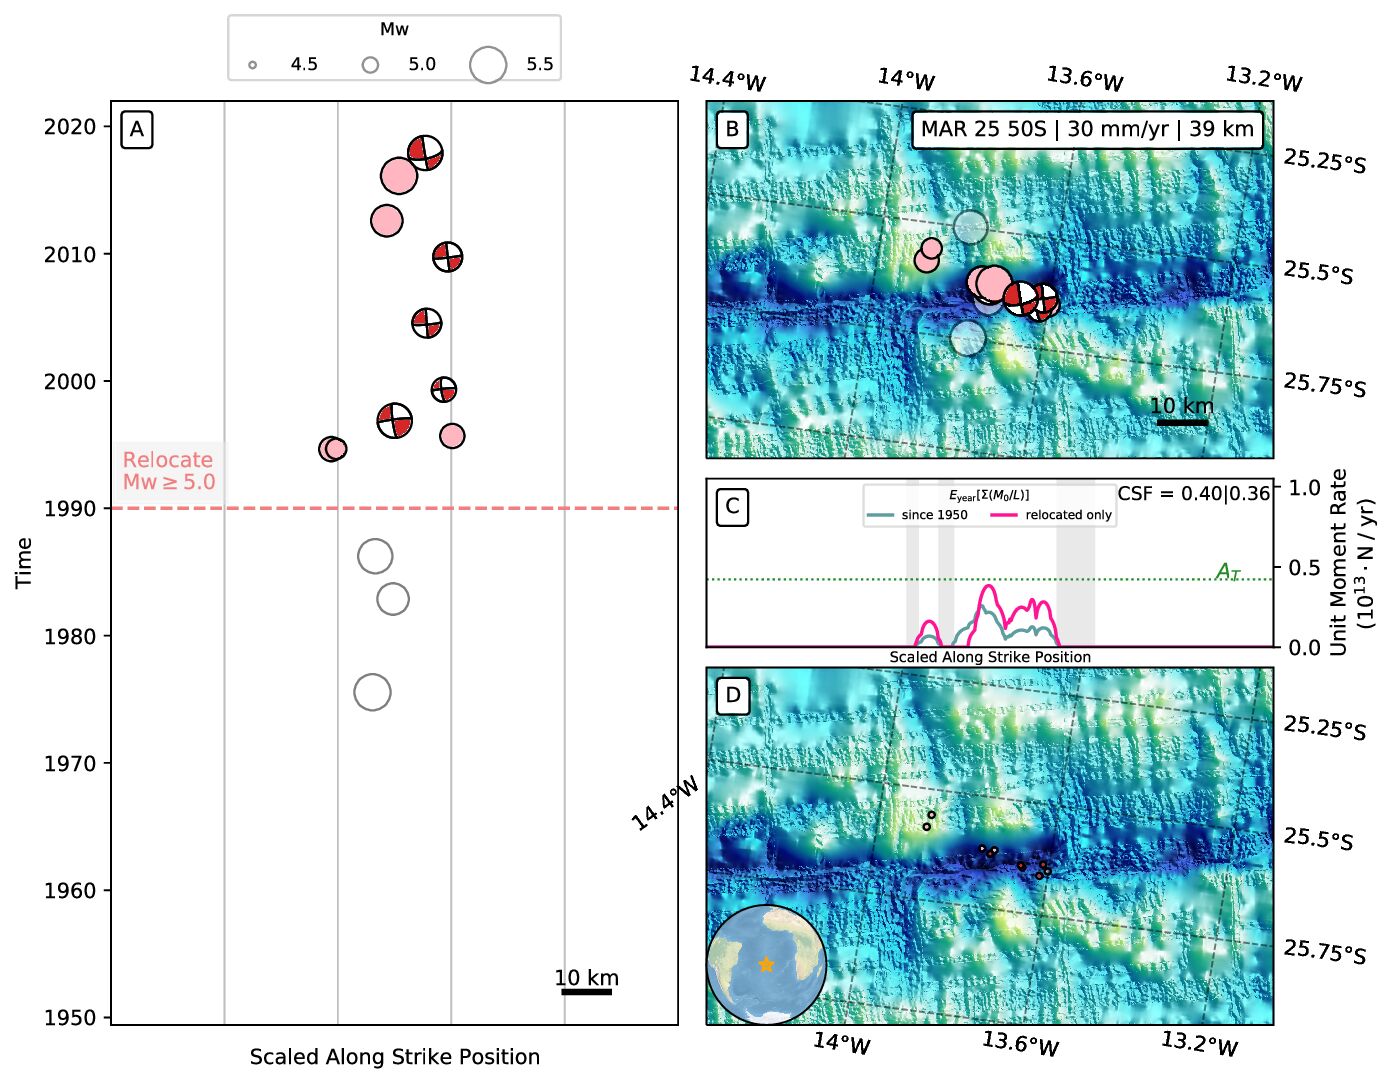 Mw
4.5 5.0 5.5
A
2020
2010
2000
1990
1980
1970
1960
1950
Time
Relocate
Mw ≥ 5.0
10 km
Scaled Along Strike Position
14.4°W 14°W 13.6°W 13.2°W
B
MAR 25 50S | 30 mm/yr | 39 km
25.25°S
25.5°S
25.75°S
10 km
C
E_year[Σ(M_0/L)]
since 1950 relocated only
CSF = 0.40|0.36
A_T
1.0
0.5
0.0
Unit Moment Rate
(10^13 · N / yr)
Scaled Along Strike Position
D
14.4°W
25.25°S
25.5°S
25.75°S
14°W 13.6°W 13.2°W